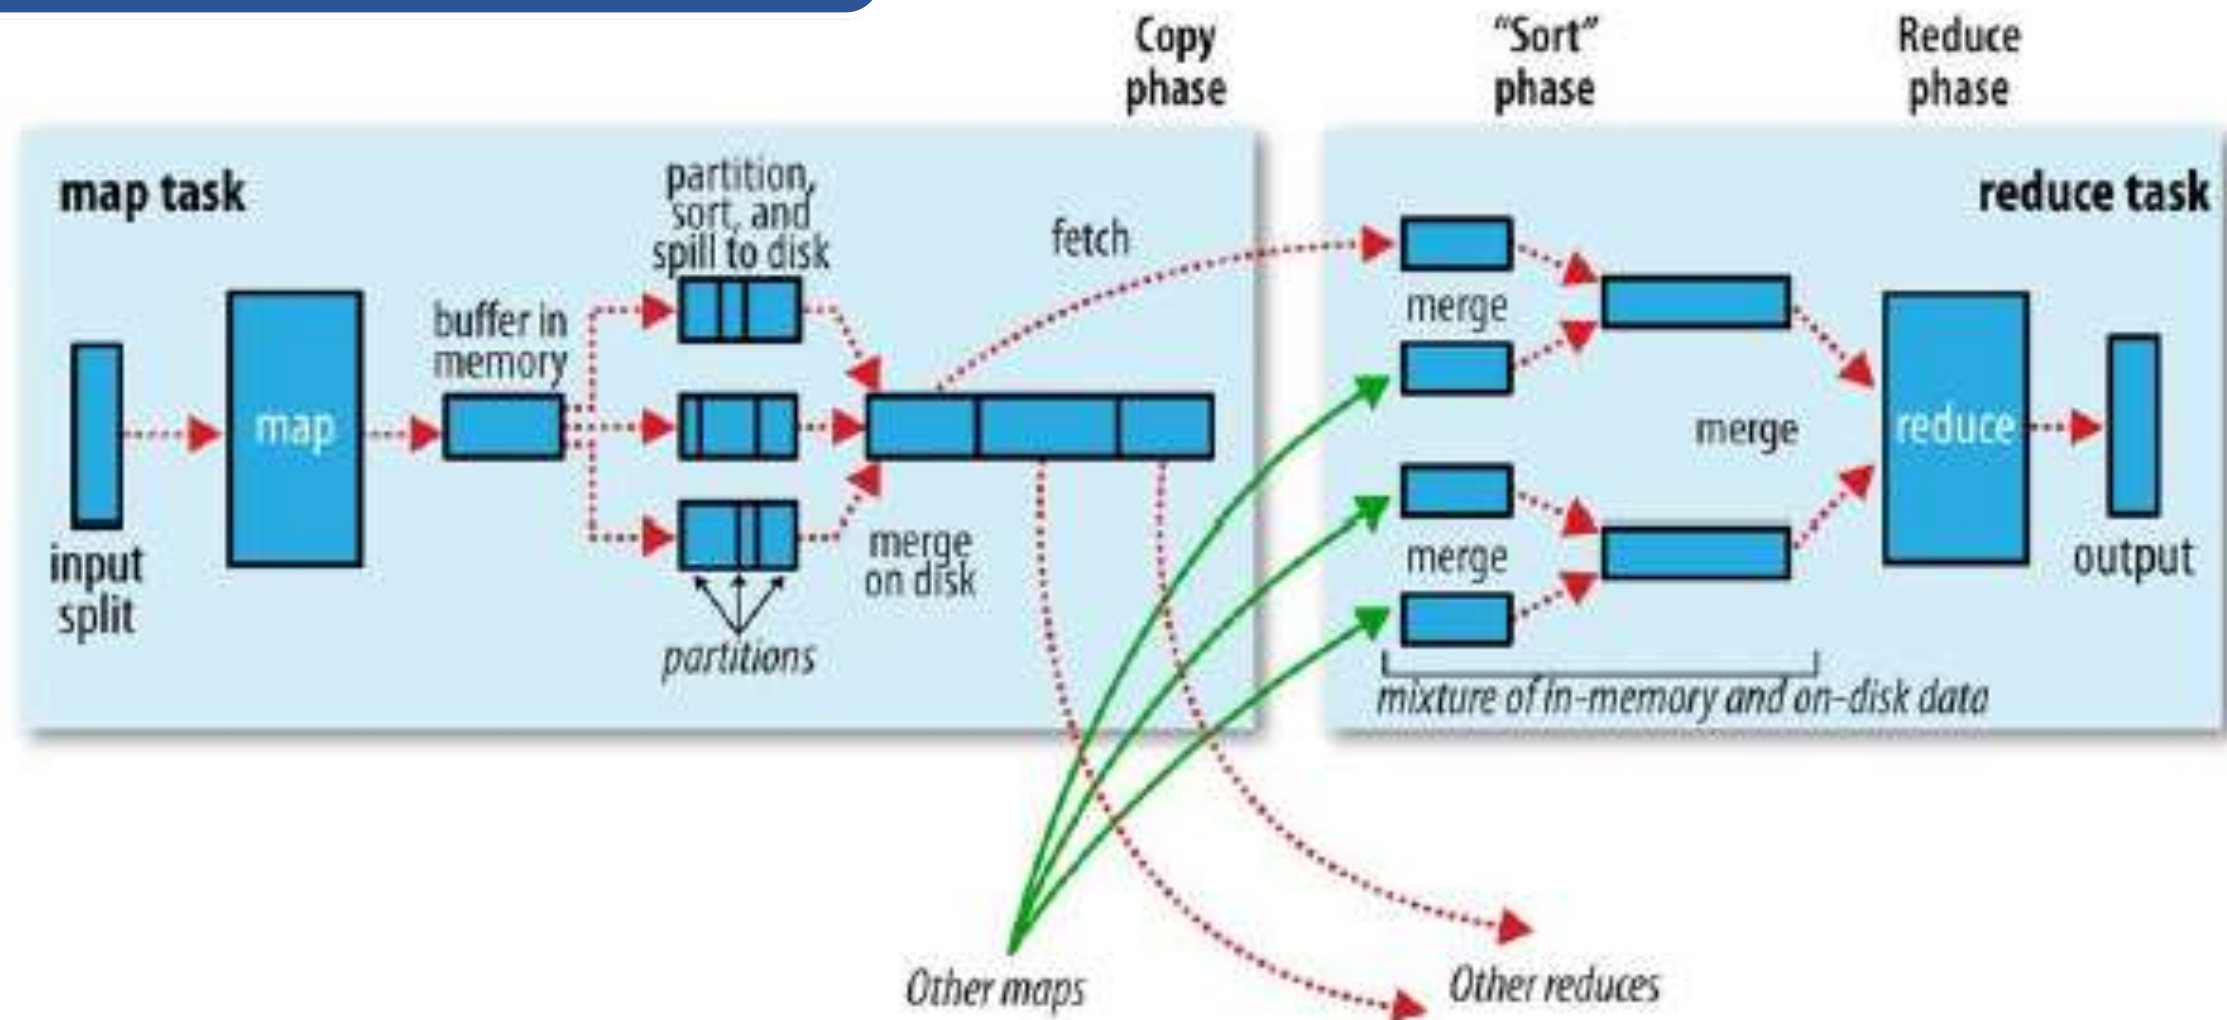 Copy
phase
“Sort”
phase
Reduce
phase
map task
partition,
sort, and
spill to disk
fetch
buffer in
memory
map
input
split
merge
on disk
partitions
reduce task
merge
merge
merge
reduce
output
mixture of in-memory and on-disk data
Other maps
Other reduces